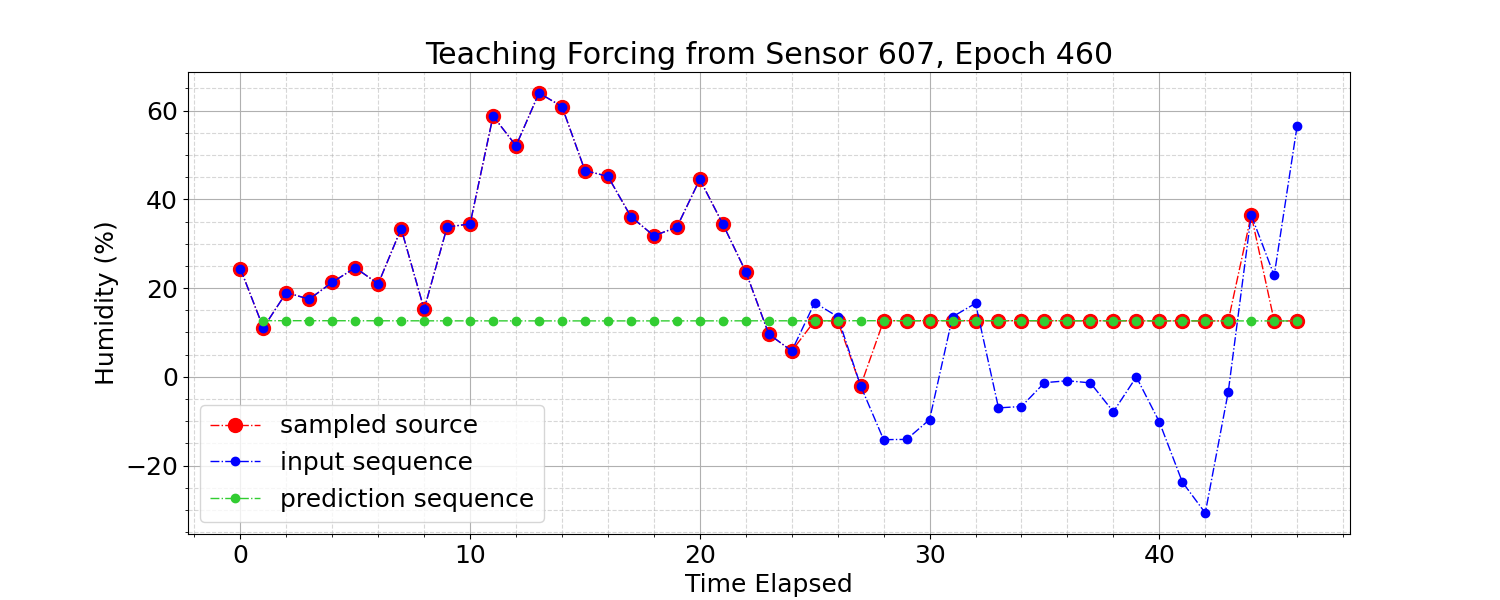 Teaching Forcing from Sensor 607, Epoch 460
Humidity (%)
60
40
20
0
−20
sampled source
input sequence
prediction sequence
0 10 20 30 40
Time Elapsed